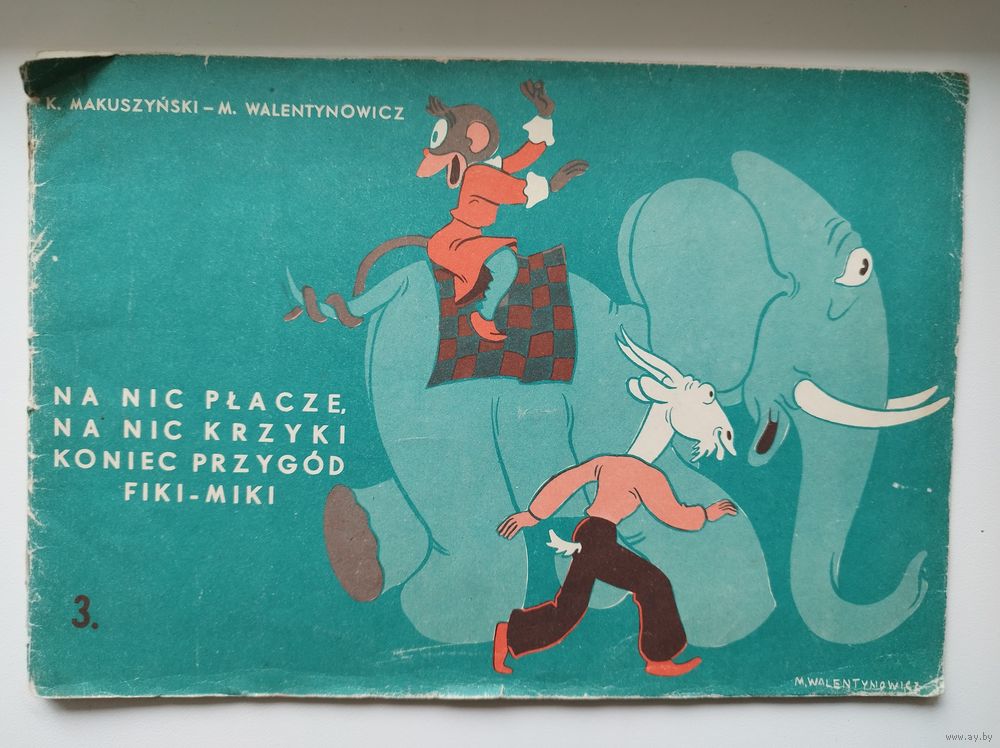 K. MAKUSZYŃSKI – M. WALENTYNOWICZ
NA NIC PŁACZE,
NA NIC KRZYKI
KONIEC PRZYGÓD
FIKI-MIKI
3.
M.WALENTYNOWICZ
www.ay.by